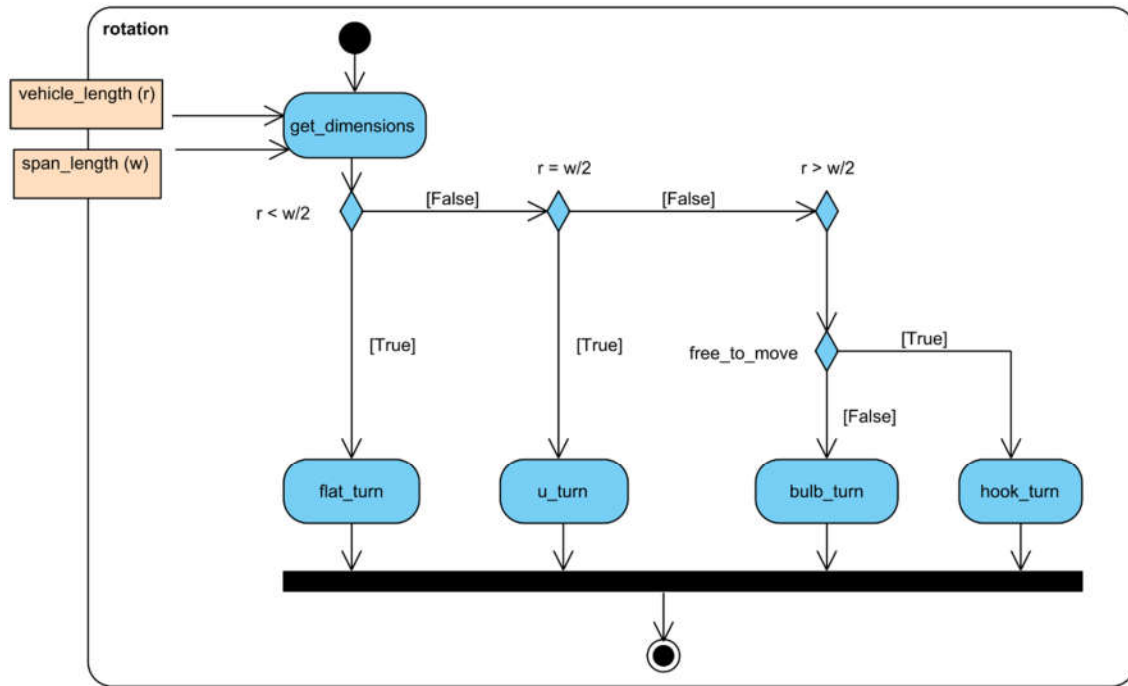 rotation
vehicle_length (r)
get_dimensions
span_length (w)
r = w/2
r > w/2
r < w/2
[False]
[False]
[True]
[True]
free_to_move
[True]
[False]
flat_turn
u_turn
bulb_turn
hook_turn